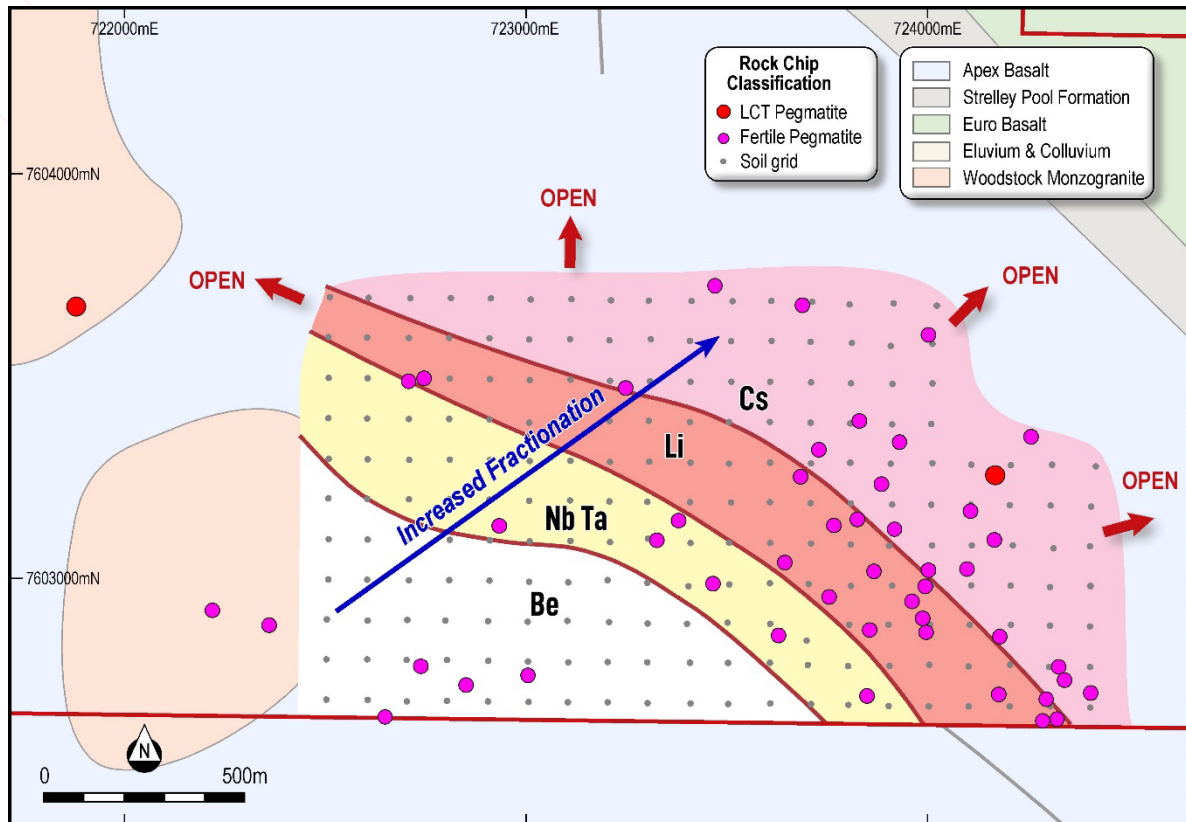 722000mE
723000mE
724000mE
Rock Chip
Classification
LCT Pegmatite
Fertile Pegmatite
Soil grid
Apex Basalt
Strelley Pool Formation
Euro Basalt
Eluvium & Colluvium
Woodstock Monzogranite
7604000mN
OPEN
OPEN
OPEN
OPEN
Cs
Increased Fractionation
Li
Nb Ta
7603000mN
Be
N
0
500m